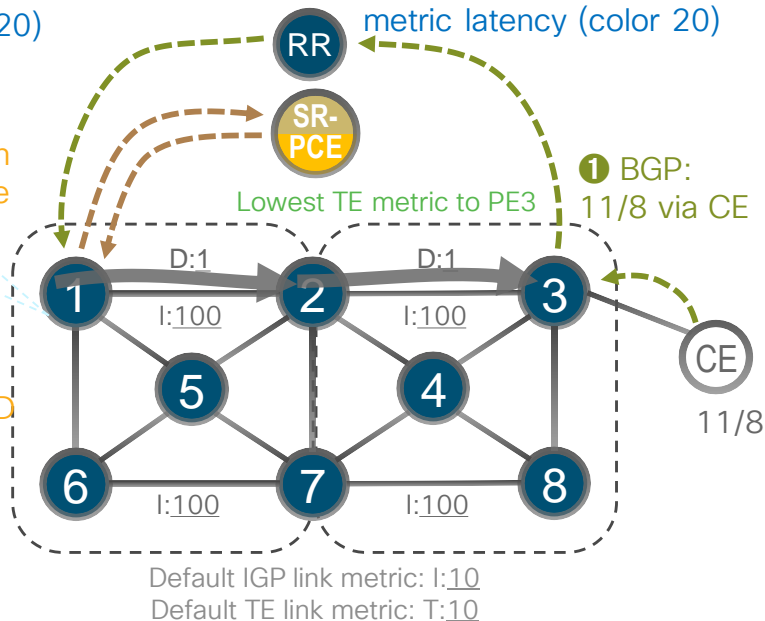 20)
metric latency (color 20)
RR
SR-
PCE
n
e
❶ BGP:
11/8 via CE
Lowest TE metric to PE3
D:1
D:1
1
2
3
I:100
I:100
CE
5
4
11/8
D
6
7
8
I:100
I:100
Default IGP link metric: I:10
Default TE link metric: T:10